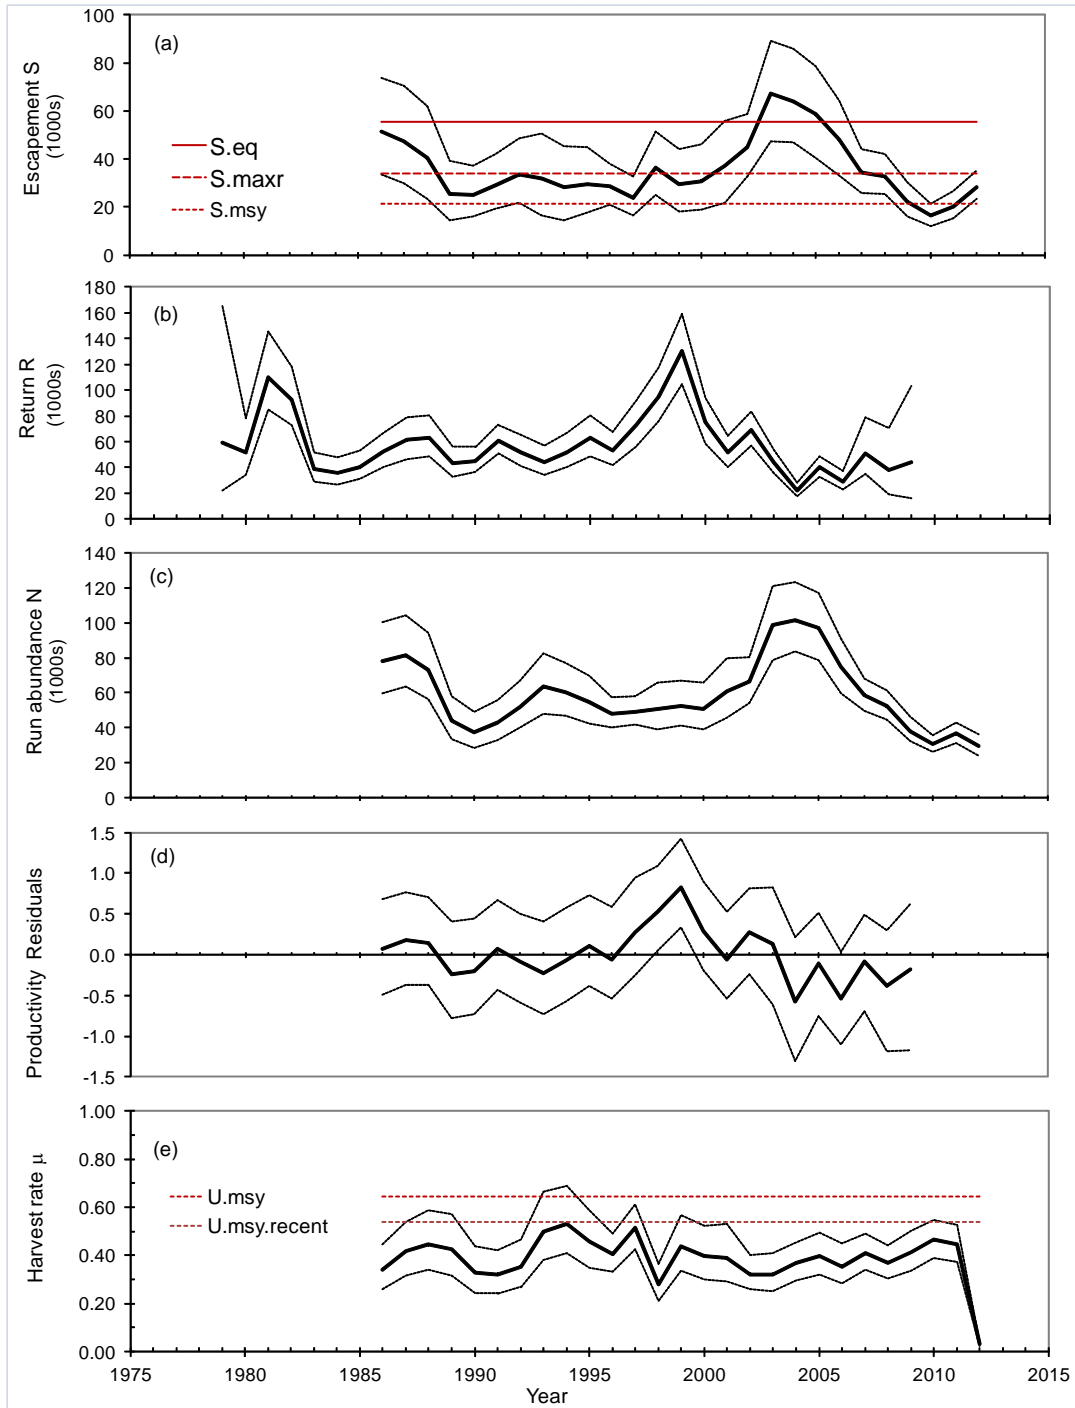 (a)
Escapement S
(1000s)
100
80
60
40
20
0
S.eq
S.maxr
S.msy
(b)
Return R
(1000s)
180
160
140
120
100
80
60
40
20
0
(c)
Run abundance N
(1000s)
140
120
100
80
60
40
20
0
(d)
Productivity Residuals
1.5
1.0
0.5
0.0
-0.5
-1.0
-1.5
(e)
Harvest rate μ
1.00
0.80
0.60
0.40
0.20
0.00
U.msy
U.msy.recent
1975 1980 1985 1990 1995 2000 2005 2010 2015
Year